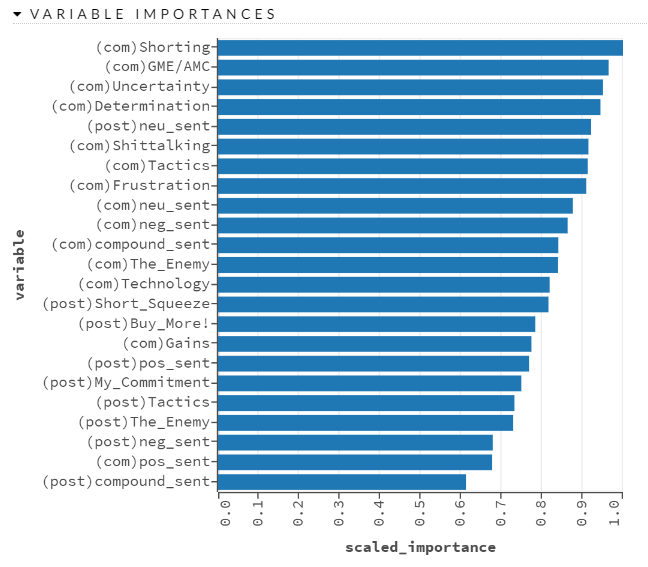 ▼ VARIABLE IMPORTANCES
(com)Shorting
(com)GME/AMC
(com)Uncertainty
(com)Determination
(post)neu_sent
(com)Shittalking
(com)Tactics
(com)Frustration
(com)neu_sent
(com)neg_sent
(com)compound_sent
(com)The_Enemy
(com)Technology
(post)Short_Squeeze
(post)Buy_More!
(com)Gains
(post)pos_sent
(post)My_Commitment
(post)Tactics
(post)The_Enemy
(post)neg_sent
(com)pos_sent
(post)compound_sent
variable
0.0 0.1 0.2 0.3 0.4 0.5 0.6 0.7 0.8 0.9 1.0
scaled_importance